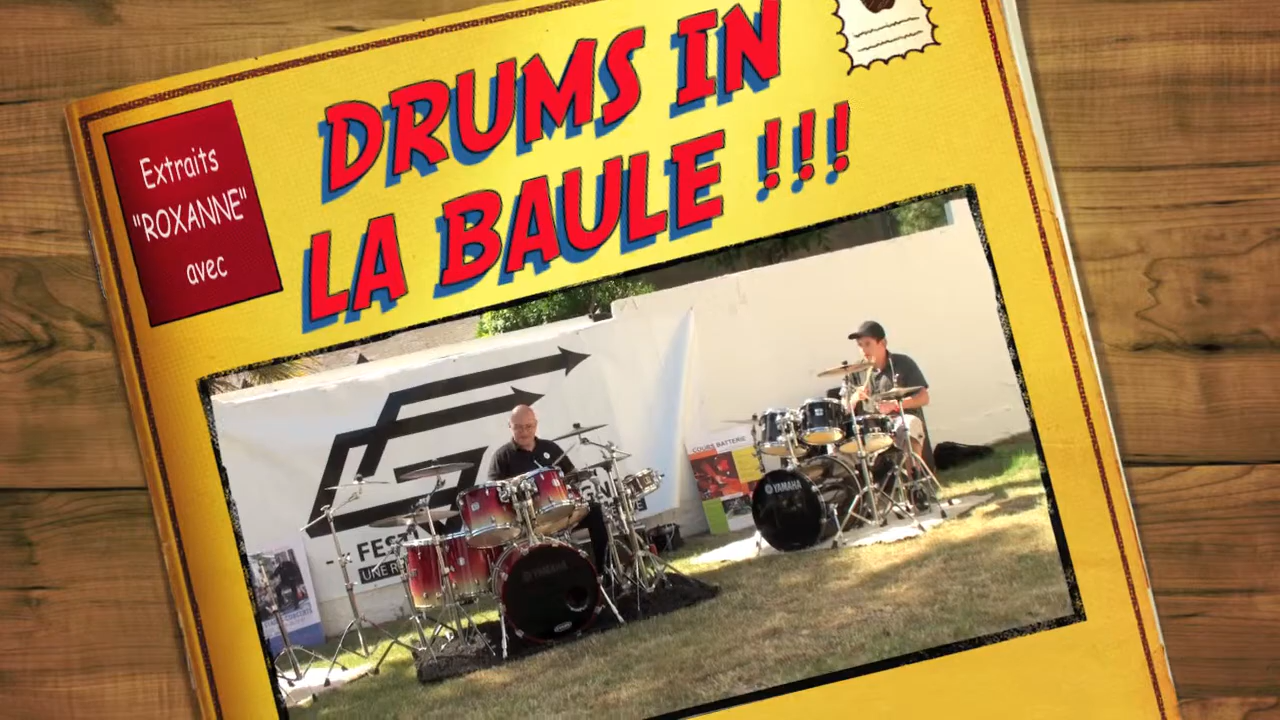 DRUMS IN
LA BAULE !!!
Extraits
"ROXANNE"
avec
COURS BATTERIE
YAMAHA
YAMAHA
FEST
UNE R